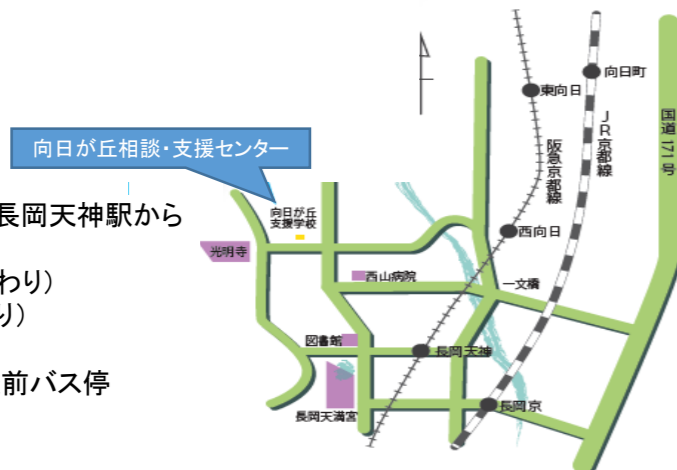 向日町
東向日
国道171号
JR京都線
阪急京都線
向日が丘相談・支援センター
長岡天神駅から
向日が丘
支援学校
西向日
光明寺
わり)
西山病院
一文橋
り)
図書館
長岡天神
前バス停
長岡京
長岡天満宮